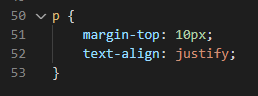 50 p {
51 margin-top: 10px;
52 text-align: justify;
53 }